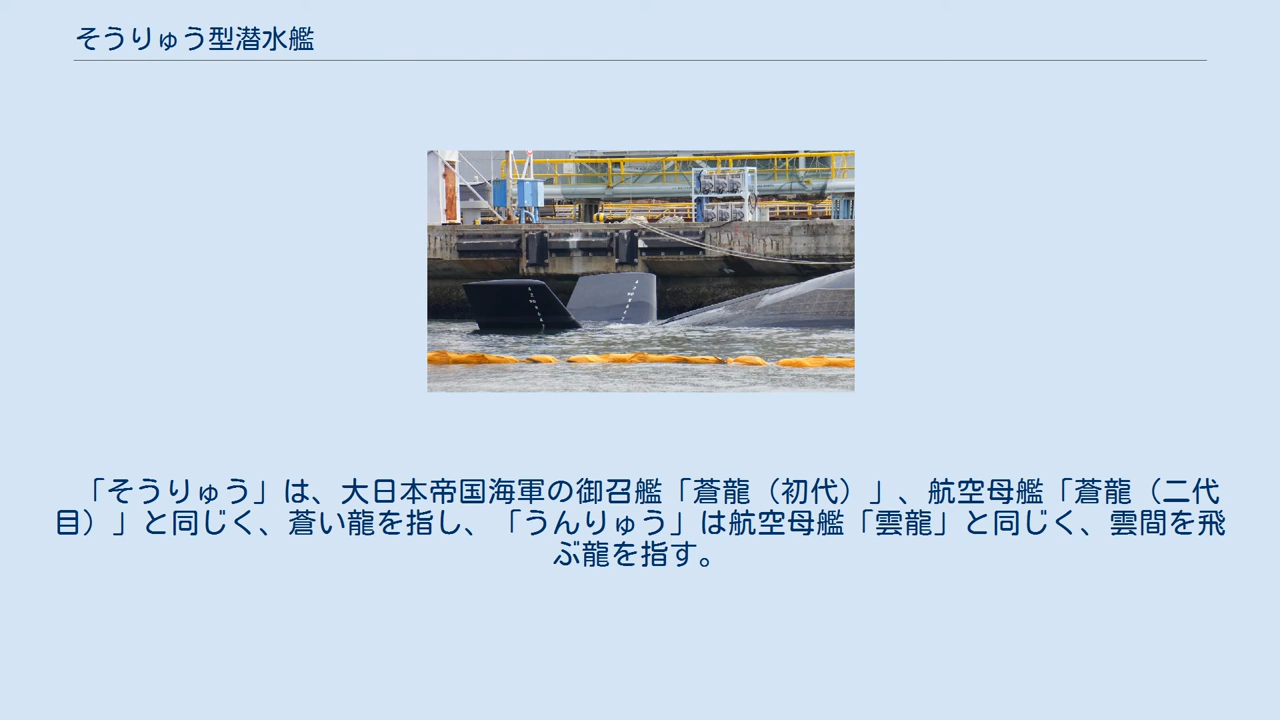 そうりゅう型潜水艦
「そうりゅう」は、大日本帝国海軍の御召艦「蒼龍（初代）」、航空母艦「蒼龍（二代
目）」と同じく、蒼い龍を指し、「うんりゅう」は航空母艦「雲龍」と同じく、雲間を飛
ぶ龍を指す。